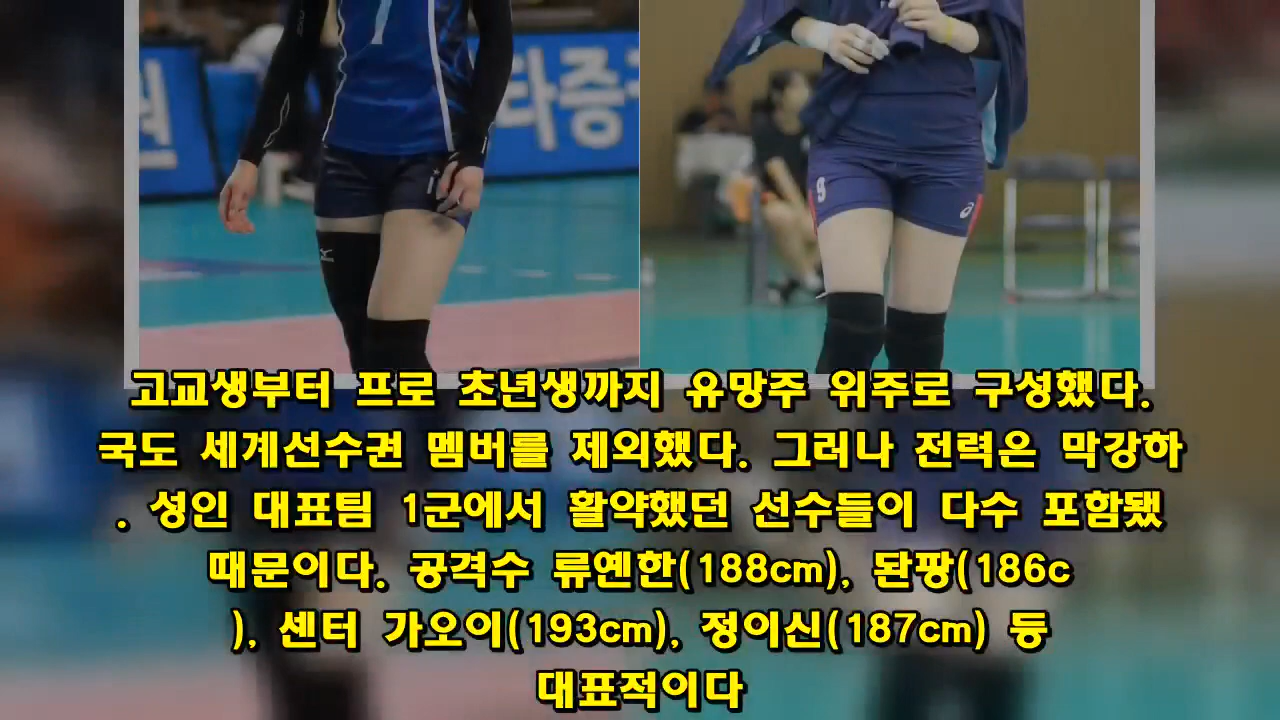 권
타증
7
9
고교생부터 프로 초년생까지 유망주 위주로 구성했다.
국도 세계선수권 멤버를 제외했다. 그러나 전력은 막강하
. 성인 대표팀 1군에서 활약했던 선수들이 다수 포함됐
때문이다. 공격수 류옌한(188cm), 돤팡(186c
), 센터 가오이(193cm), 정이신(187cm) 등
대표적이다